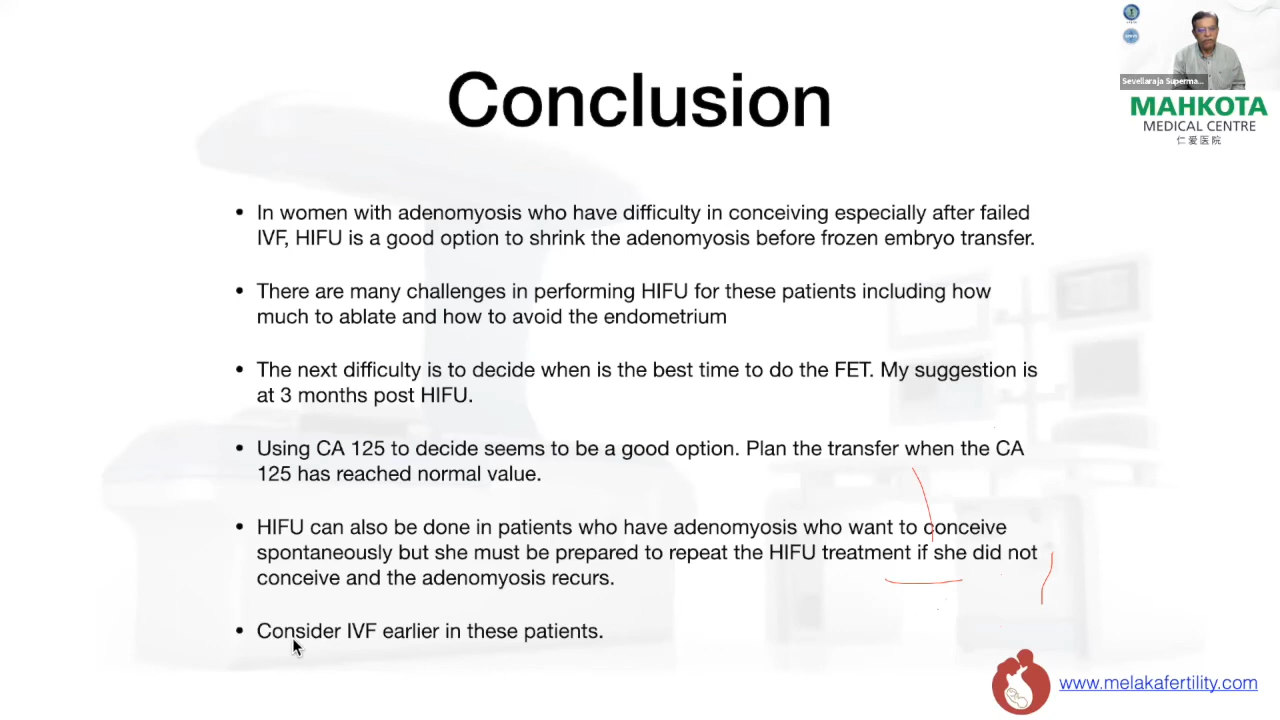 Sevellaraja Superma...
MAHKOTA
MEDICAL CENTRE
仁爱医院
Conclusion
• In women with adenomyosis who have difficulty in conceiving especially after failed
IVF, HIFU is a good option to shrink the adenomyosis before frozen embryo transfer.
• There are many challenges in performing HIFU for these patients including how
much to ablate and how to avoid the endometrium
• The next difficulty is to decide when is the best time to do the FET. My suggestion is
at 3 months post HIFU.
• Using CA 125 to decide seems to be a good option. Plan the transfer when the CA
125 has reached normal value.
• HIFU can also be done in patients who have adenomyosis who want to conceive
spontaneously but she must be prepared to repeat the HIFU treatment if she did not
conceive and the adenomyosis recurs.
• Consider IVF earlier in these patients.
www.melakafertility.com